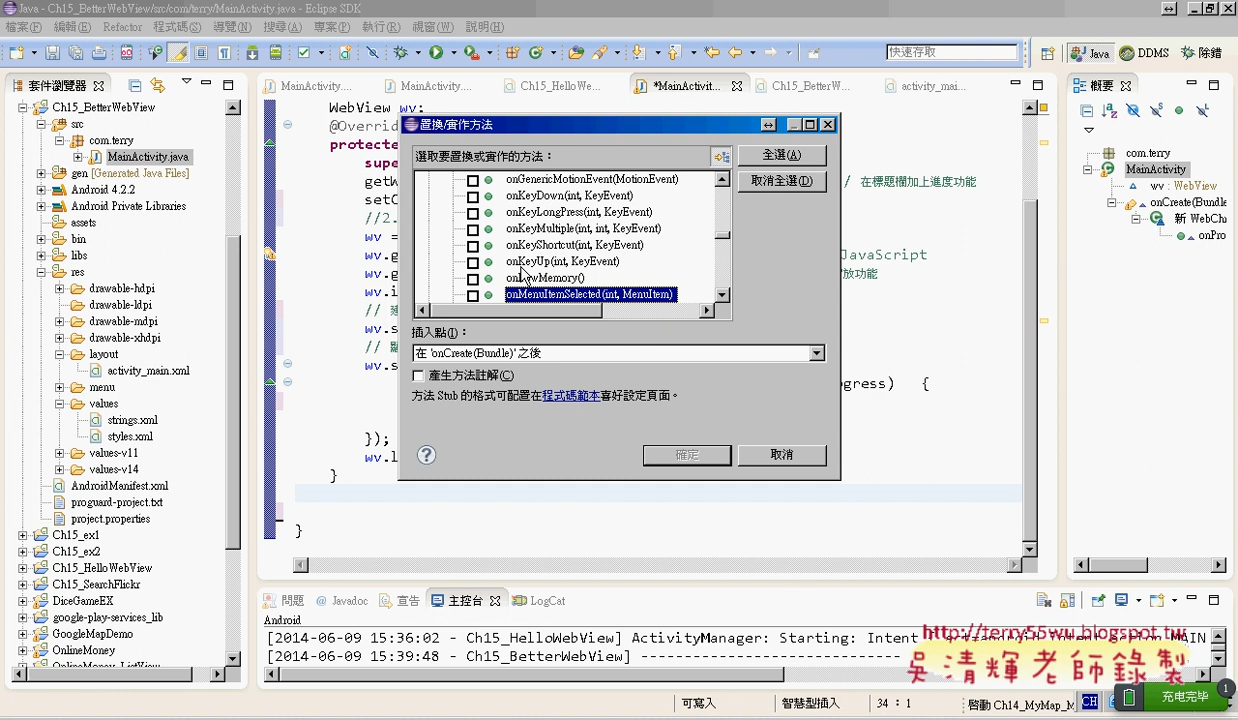 Java - Ch15_BetterWebView/src/com/terry/MainActivity.java - Eclipse SDK
檔案(F) 編輯(E) Refactor 程式碼(S) 導覽(N) 搜尋(A) 專案(P) 執行(R) 視窗(W) 說明(H)
快速存取
Java
DDMS
除錯
套件瀏覽器
MainActivity....
MainActivity....
Ch15_HelloWe...
*MainActivit...
Ch15_BetterW...
activity_mai...
概要
Ch15_BetterWebView
src
com.terry
MainActivity.java
gen [Generated Java Files]
Android 4.2.2
Android Private Libraries
assets
bin
libs
res
drawable-hdpi
drawable-ldpi
drawable-mdpi
drawable-xhdpi
layout
activity_main.xml
menu
values
strings.xml
styles.xml
values-v11
values-v14
AndroidManifest.xml
proguard-project.txt
project.properties
Ch15_ex1
Ch15_ex2
Ch15_HelloWebView
Ch15_SearchFlickr
DiceGameEX
google-play-services_lib
GoogleMapDemo
OnlineMoney
OnlineMoney_ListView
WebView wv;
@Overrid
protecte
supe
getW
/ 在標題欄加上進度功能
setC
//2.
wv =
wv.g
JavaScript
wv.g
放功能
wv.i
//
wv.s
//
wv.s
ogress) {
});
wv.l
}
}
置換/實作方法
選取要置換或實作的方法：
全選(A)
取消全選(D)
onGenericMotionEvent(MotionEvent)
onKeyDown(int, KeyEvent)
onKeyLongPress(int, KeyEvent)
onKeyMultiple(int, int, KeyEvent)
onKeyShortcut(int, KeyEvent)
onKeyUp(int, KeyEvent)
onLowMemory()
onMenuItemSelected(int, MenuItem)
插入點(I)：
在 'onCreate(Bundle)' 之後
產生方法註解(C)
方法 Stub 的格式可配置在程式碼範本喜好設定頁面。
確定
取消
com.terry
MainActivity
wv : WebView
onCreate(Bundle
新 WebChr
onPro
問題
Javadoc
宣告
主控台
LogCat
Android
[2014-06-09 15:36:02 - Ch15_HelloWebView] ActivityManager: Starting: Intent
[2014-06-09 15:39:48 - Ch15_BetterWebView] ------------------------------
http://terry55wu.blogspot.tw
吳清輝老師錄製
可寫入
智慧型插入
34 : 1
啟動 Ch14_MyMap_M
CH
充电完毕
1